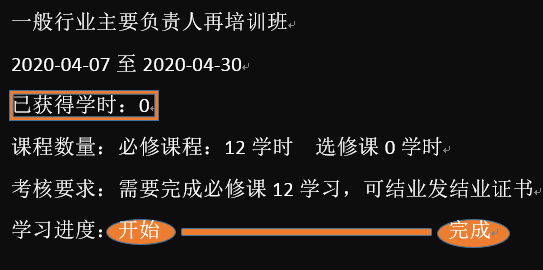 一般行业主要负责人再培训班
2020-04-07 至 2020-04-30
已获得学时：0
课程数量：必修课程：12 学时 选修课 0 学时
考核要求：需要完成必修课 12 学习，可结业发结业证书
学习进度：开始 完成